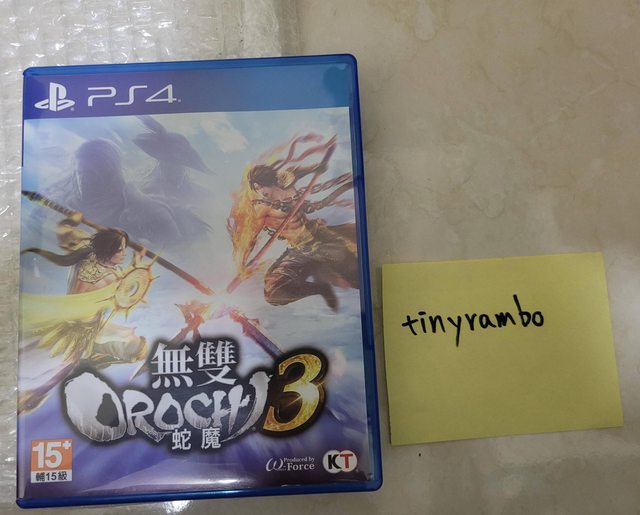 PS4
無雙
OROCHI 3
蛇魔
15+
輔15級
Produced by
ω-Force
KT
tinyrambo